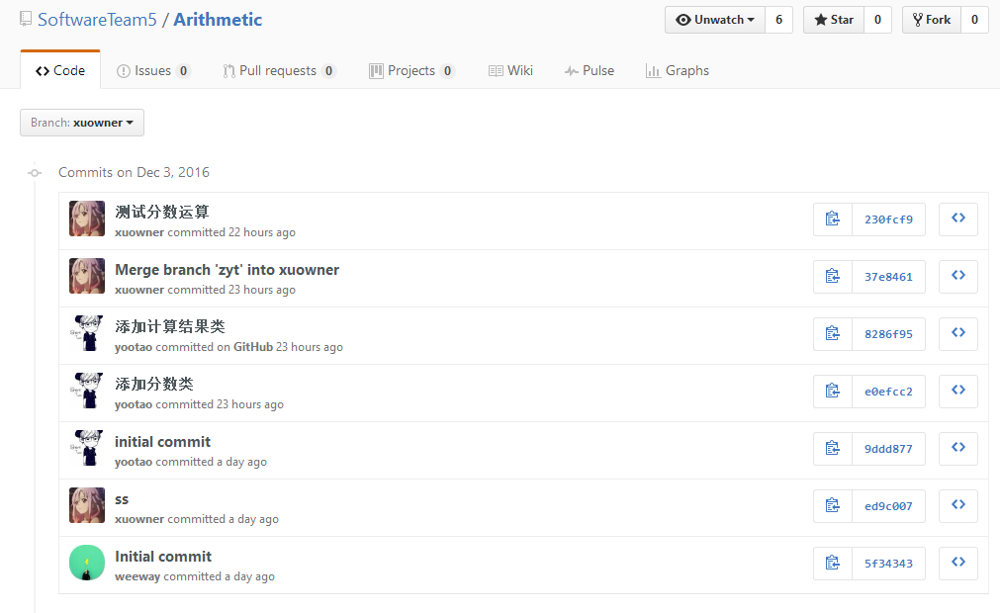 SoftwareTeam5 / Arithmetic
Unwatch 6 Star 0 Fork 0
Code Issues 0 Pull requests 0 Projects 0 Wiki Pulse Graphs
Branch: xuowner
Commits on Dec 3, 2016
测试分数运算
xuowner committed 22 hours ago
230fcf9
Merge branch 'zyt' into xuowner
xuowner committed 23 hours ago
37e8461
添加计算结果类
yootao committed on GitHub 23 hours ago
8286f95
添加分数类
yootao committed 23 hours ago
e0efcc2
initial commit
yootao committed a day ago
9ddd877
ss
xuowner committed a day ago
ed9c007
Initial commit
weeway committed a day ago
5f34343